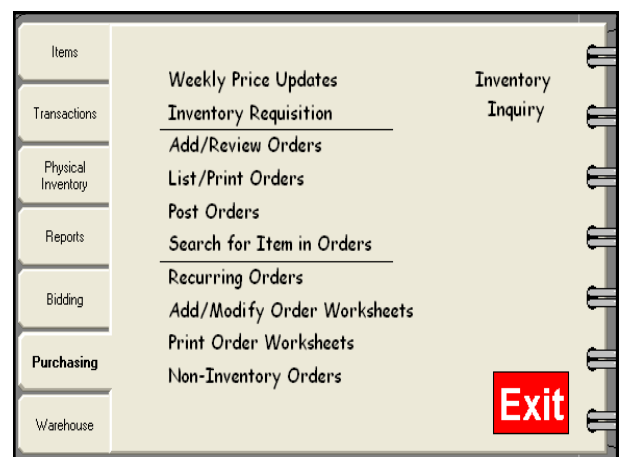 Items
Transactions
Physical
Inventory
Reports
Bidding
Purchasing
Warehouse
Weekly Price Updates
Inventory Requisition
Add/Review Orders
List/Print Orders
Post Orders
Search for Item in Orders
Recurring Orders
Add/Modify Order Worksheets
Print Order Worksheets
Non-Inventory Orders
Inventory
Inquiry
Exit